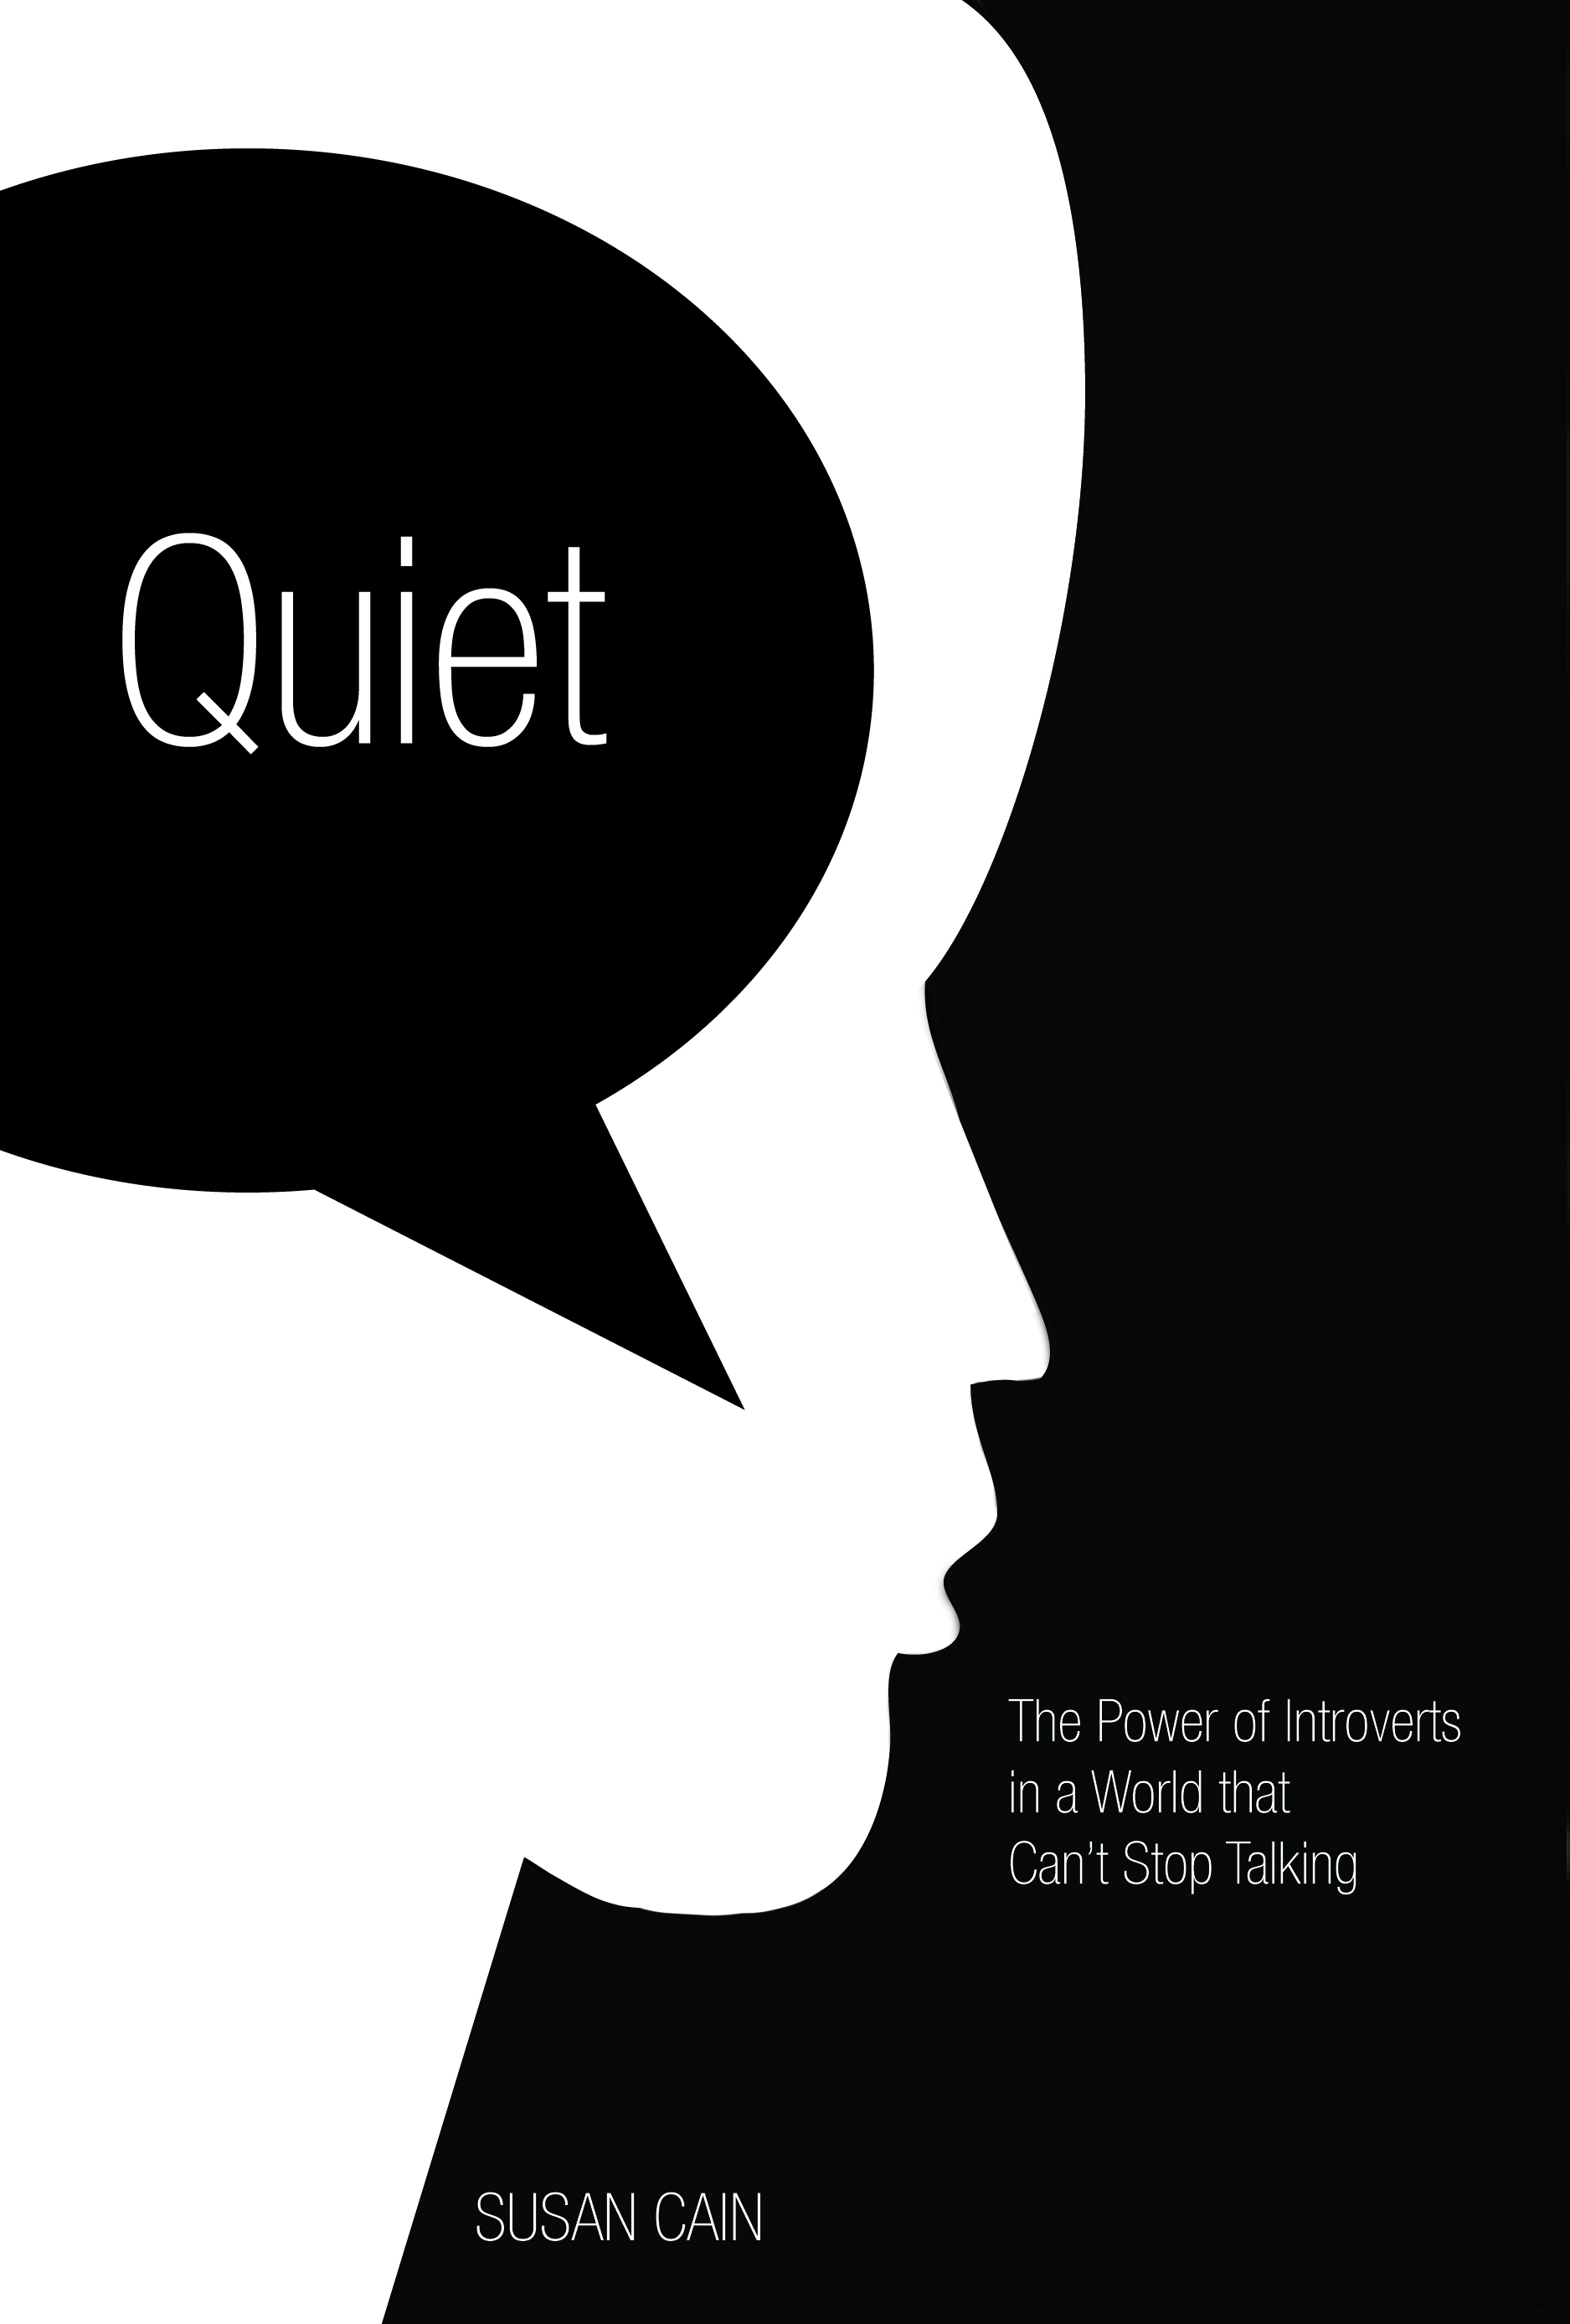 Quiet
The Power of Introverts
in a World that
Can't Stop Talking
SUSAN CAIN